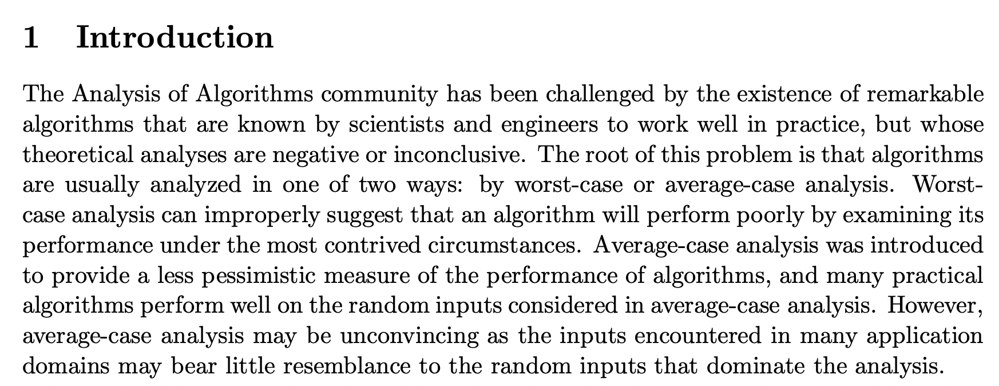 1 Introduction
The Analysis of Algorithms community has been challenged by the existence of remarkable
algorithms that are known by scientists and engineers to work well in practice, but whose
theoretical analyses are negative or inconclusive. The root of this problem is that algorithms
are usually analyzed in one of two ways: by worst-case or average-case analysis. Worst-
case analysis can improperly suggest that an algorithm will perform poorly by examining its
performance under the most contrived circumstances. Average-case analysis was introduced
to provide a less pessimistic measure of the performance of algorithms, and many practical
algorithms perform well on the random inputs considered in average-case analysis. However,
average-case analysis may be unconvincing as the inputs encountered in many application
domains may bear little resemblance to the random inputs that dominate the analysis.